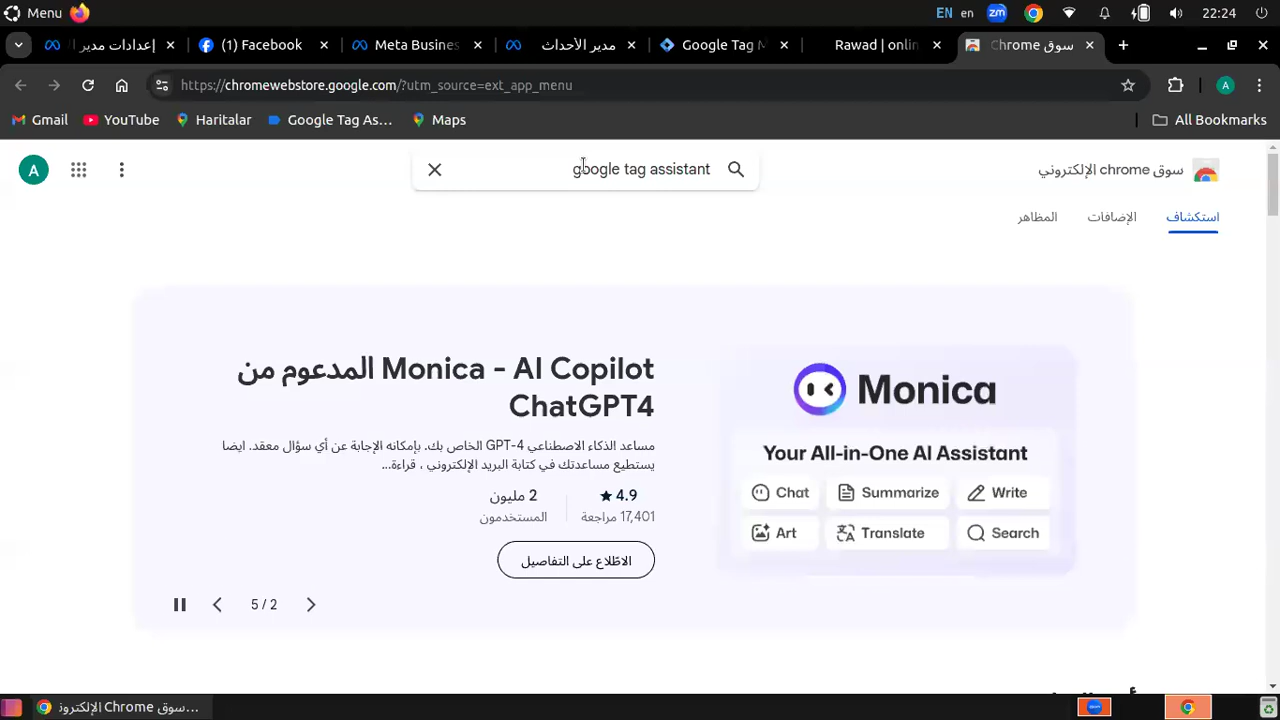 Menu
EN en zm 22:24
إعدادات مدير ا
(1) Facebook
Meta Busines
مدير الأحداث
Google Tag M
Rawad | onlin
سوق Chrome
https://chromewebstore.google.com/?utm_source=ext_app_menu
A
Gmail
YouTube
Haritalar
Google Tag As...
Maps
All Bookmarks
سوق chrome الإلكتروني
google tag assistant
A
استكشاف
الإضافات
المظاهر
Monica - AI Copilot المدعوم من
ChatGPT4
مساعد الذكاء الاصطناعي GPT-4 الخاص بك. بإمكانه الإجابة عن أي سؤال معقد. ايضا
يستطيع مساعدتك في كتابة البريد الإلكتروني ، قراءة...
4.9
2 مليون
17,401 مراجعة
المستخدمون
الاطّلاع على التفاصيل
5 / 2
Monica
Your All-in-One AI Assistant
Chat
Summarize
Write
Art
Translate
Search
سوق Chrome الإلكترو...